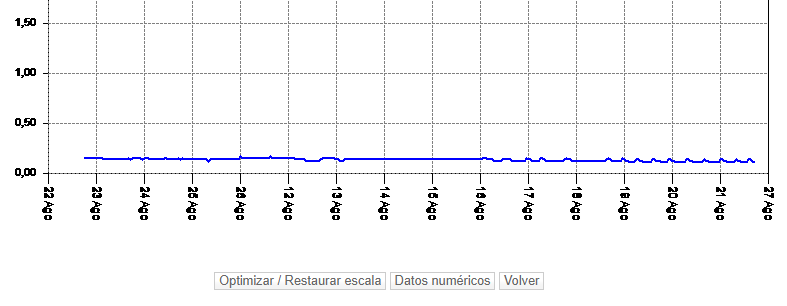 1,50
1,00
0,50
0,00
22 Ago
23 Ago
24 Ago
25 Ago
26 Ago
12 Ago
13 Ago
14 Ago
15 Ago
16 Ago
17 Ago
18 Ago
19 Ago
20 Ago
21 Ago
27 Ago
Optimizar / Restaurar escala Datos numéricos Volver